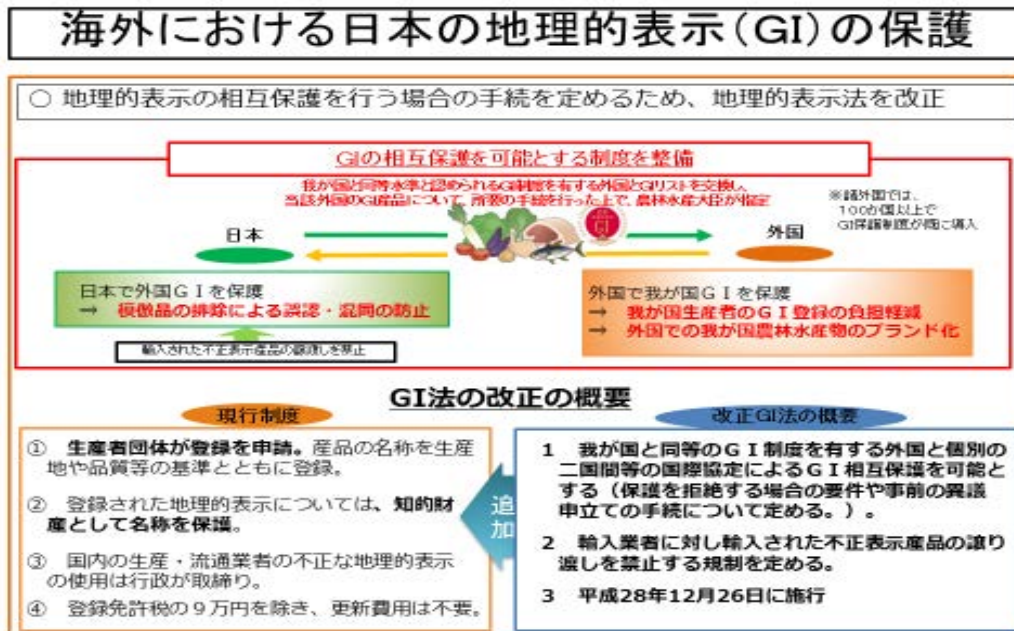 海外における日本の地理的表示(GI)の保護
○ 地理的表示の相互保護を行う場合の手続を定めるため、地理的表示法を改正
GIの相互保護を可能とする制度を整備
我が国と同等水準と認められるGI制度を有する外国とGIリストを交換し、
当該外国のGI産品について、所要の手続を行った上で、農林水産大臣が指定
※諸外国では、
100か国以上で
GI保護制度が既に導入
日本
GI
外国
日本で外国GIを保護
→ 模倣品の排除による誤認・混同の防止
輸入された不正表示産品の譲渡しを禁止
外国で我が国GIを保護
→ 我が国生産者のGI登録の負担軽減
→ 外国での我が国農林水産物のブランド化
GI法の改正の概要
現行制度
① 生産者団体が登録を申請。産品の名称を生産
地や品質等の基準とともに登録。
② 登録された地理的表示については、知的財
産として名称を保護。
③ 国内の生産・流通業者の不正な地理的表示
の使用は行政が取締り。
④ 登録免許税の9万円を除き、更新費用は不要。
追
加
改正GI法の概要
1 我が国と同等のGI制度を有する外国と個別の
二国間等の国際協定によるGI相互保護を可能
とする(保護を拒絶する場合の要件や事前の異議
申立ての手続について定める。)。
2 輸入業者に対し輸入された不正表示産品の譲り
渡しを禁止する規制を定める。
3 平成28年12月26日に施行